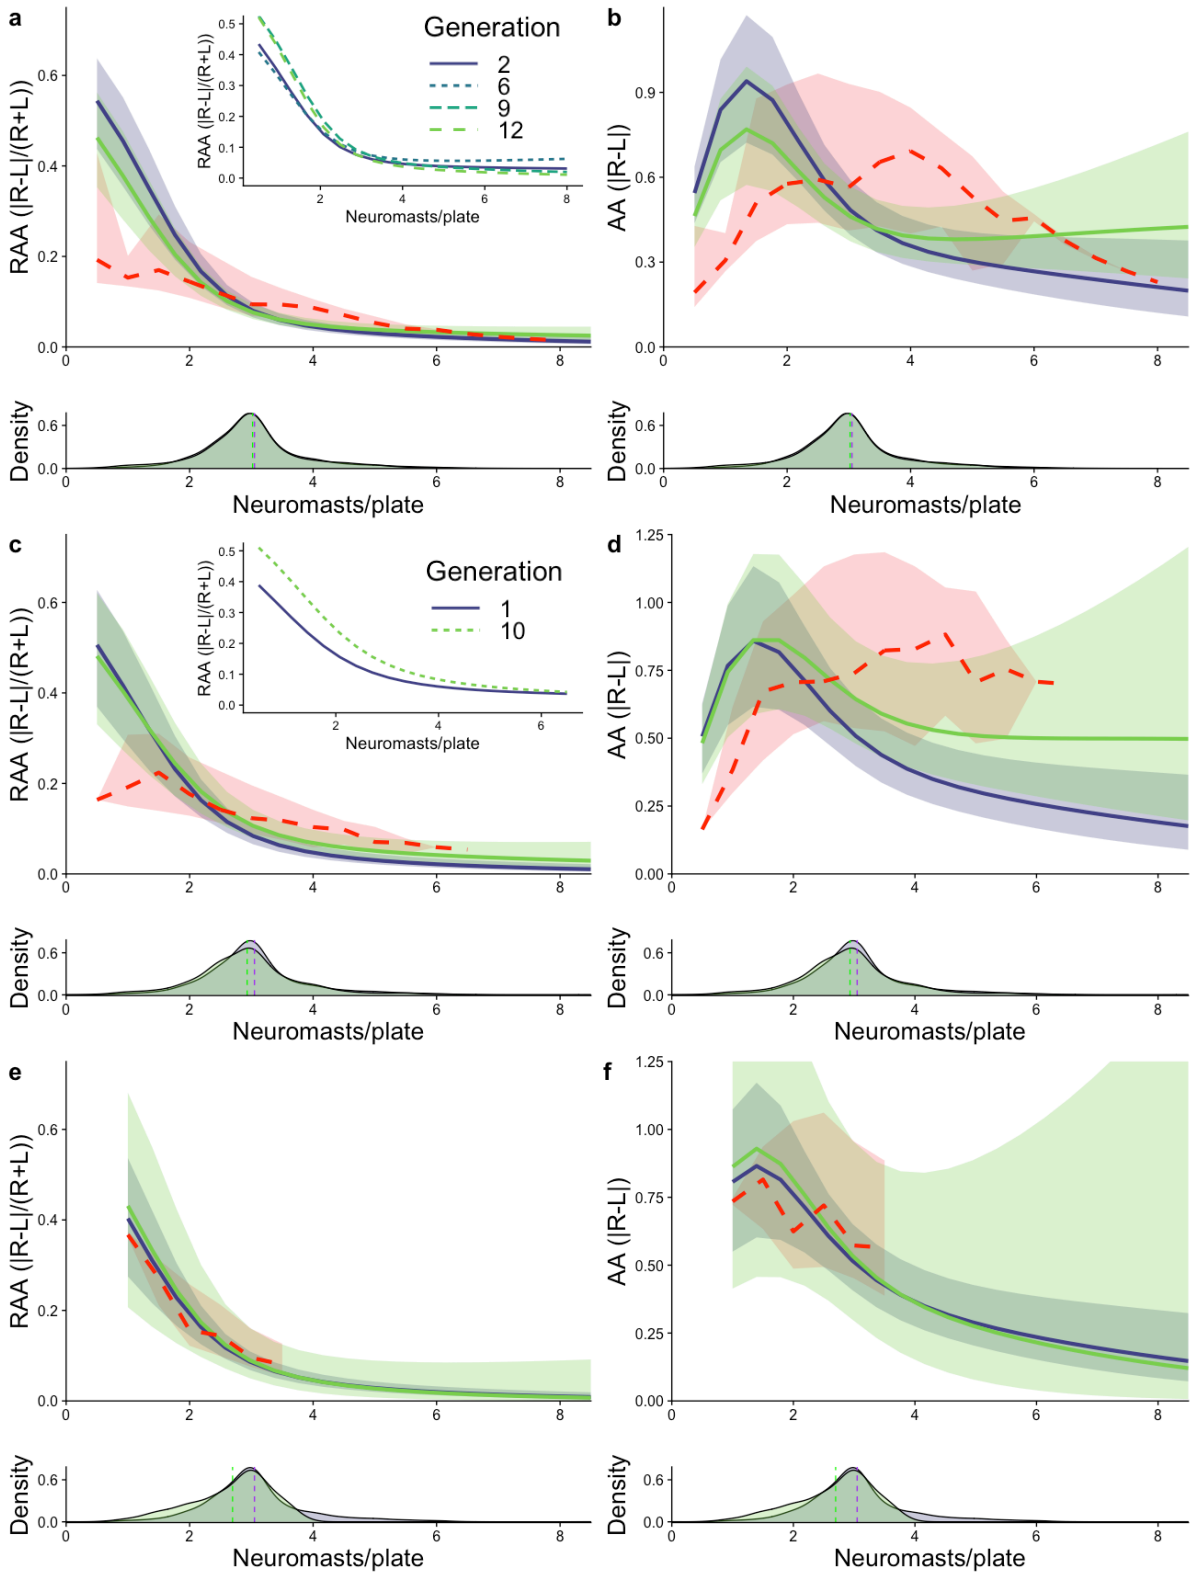 a
RAA (|R-L|/(R+L))
0.6
0.4
0.2
0.0
0 2 4 6 8
RAA (|R-L|/(R+L))
0.5
0.4
0.3
0.2
0.1
0.0
2 4 6 8
Neuromasts/plate
Generation
2
6
9
12
Density
0.6
0.0
0 2 4 6 8
Neuromasts/plate
b
AA (|R-L|)
0.9
0.6
0.3
0.0
0 2 4 6 8
Density
0.6
0.0
0 2 4 6 8
Neuromasts/plate
c
RAA (|R-L|/(R+L))
0.6
0.4
0.2
0.0
0 2 4 6 8
RAA (|R-L|/(R+L))
0.5
0.4
0.3
0.2
0.1
0.0
2 4 6
Neuromasts/plate
Generation
1
10
Density
0.6
0.0
0 2 4 6 8
Neuromasts/plate
d
AA (|R-L|)
1.25
1.00
0.75
0.50
0.25
0.00
0 2 4 6 8
Density
0.6
0.0
0 2 4 6 8
Neuromasts/plate
e
RAA (|R-L|/(R+L))
0.6
0.4
0.2
0.0
0 2 4 6 8
Density
0.6
0.0
0 2 4 6 8
Neuromasts/plate
f
AA (|R-L|)
1.25
1.00
0.75
0.50
0.25
0.00
0 2 4 6 8
Density
0.6
0.0
0 2 4 6 8
Neuromasts/plate